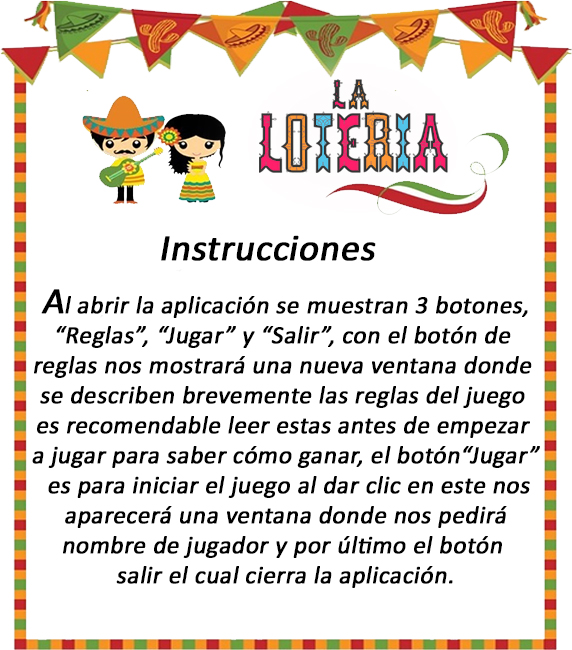 LA
LOTERIA
Instrucciones
Al abrir la aplicación se muestran 3 botones,
“Reglas”, “Jugar” y “Salir”, con el botón de
reglas nos mostrará una nueva ventana donde
se describen brevemente las reglas del juego
es recomendable leer estas antes de empezar
a jugar para saber cómo ganar, el botón“Jugar”
es para iniciar el juego al dar clic en este nos
aparecerá una ventana donde nos pedirá
nombre de jugador y por último el botón
salir el cual cierra la aplicación.